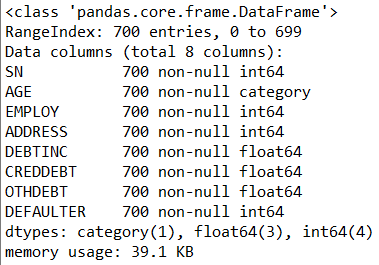 <class 'pandas.core.frame.DataFrame'>
RangeIndex: 700 entries, 0 to 699
Data columns (total 8 columns):
SN           700 non-null int64
AGE          700 non-null category
EMPLOY       700 non-null int64
ADDRESS      700 non-null int64
DEBTINC      700 non-null float64
CREDDEBT     700 non-null float64
OTHDEBT      700 non-null float64
DEFAULTER    700 non-null int64
dtypes: category(1), float64(3), int64(4)
memory usage: 39.1 KB